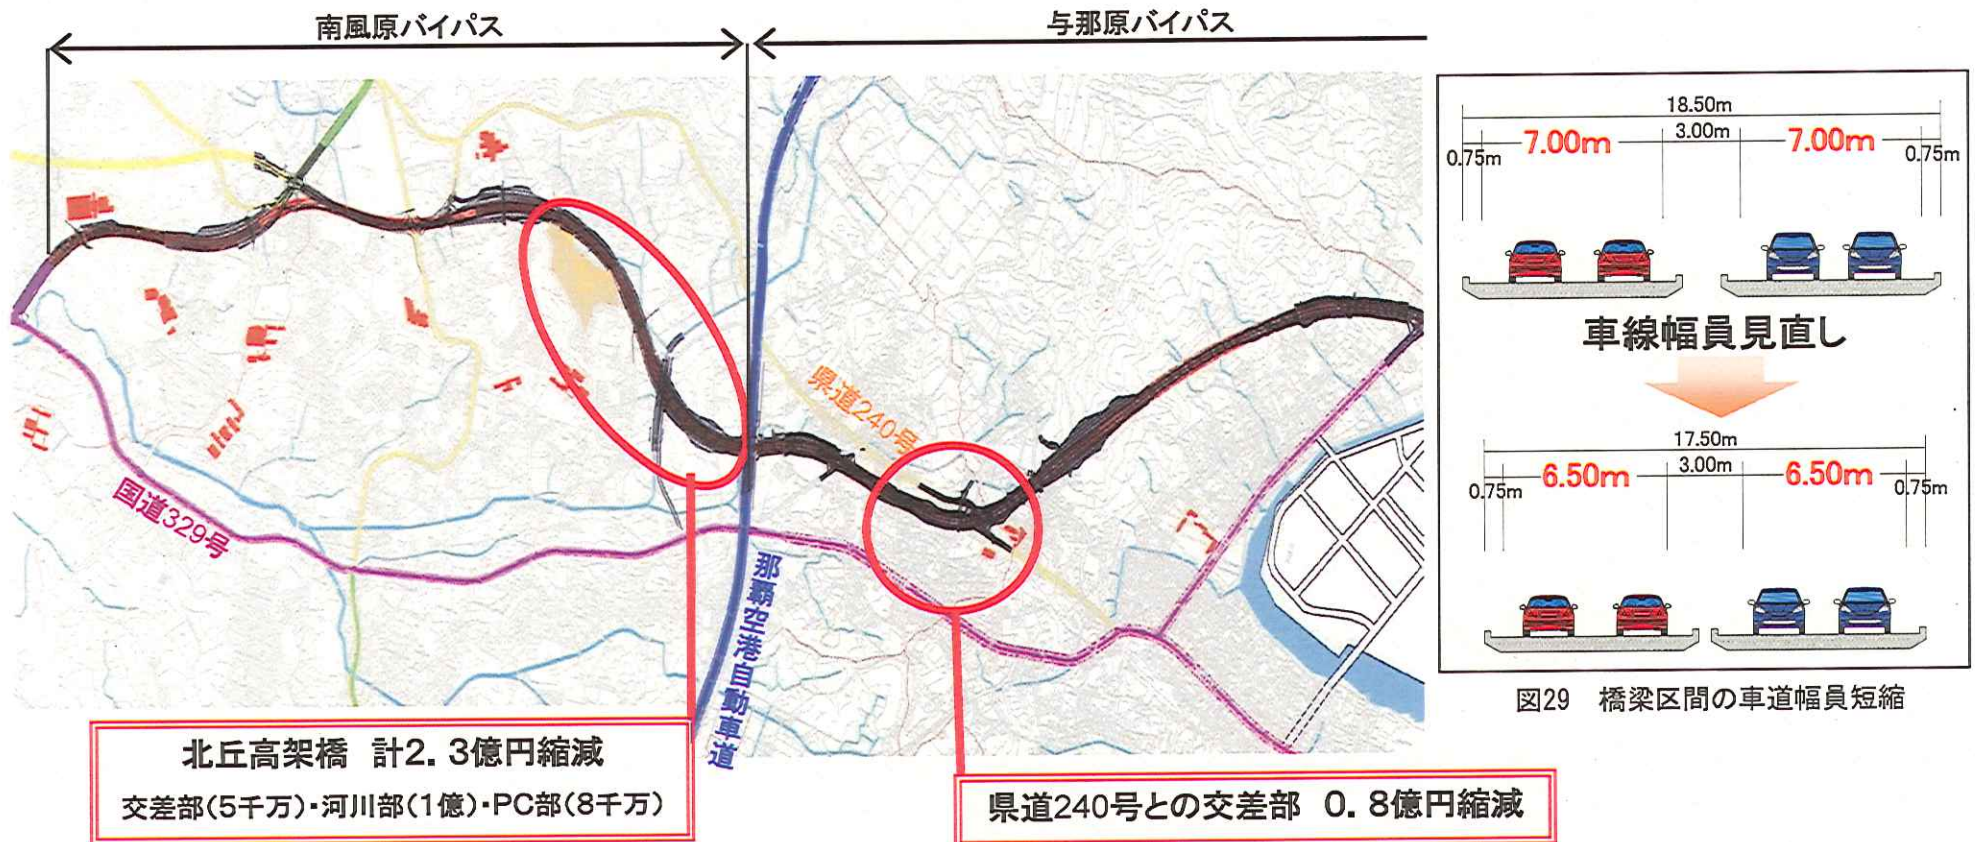 南風原バイパス
与那原バイパス
県道240号
国道329号
那覇空港自動車道
北丘高架橋 計2.3億円縮減
交差部(5千万)・河川部(1億)・PC部(8千万)
県道240号との交差部 0.8億円縮減
18.50m
7.00m
3.00m
7.00m
0.75m
0.75m
車線幅員見直し
17.50m
6.50m
3.00m
6.50m
0.75m
0.75m
図29 橋梁区間の車道幅員短縮